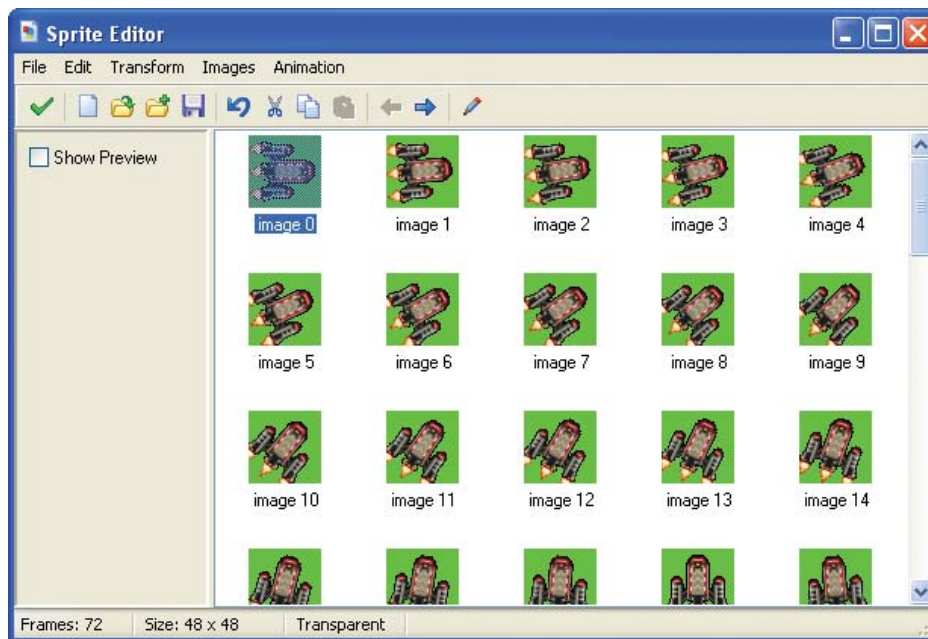 Sprite Editor
File Edit Transform Images Animation
Show Preview
image 0 image 1 image 2 image 3 image 4
image 5 image 6 image 7 image 8 image 9
image 10 image 11 image 12 image 13 image 14
Frames: 72 Size: 48 x 48 Transparent